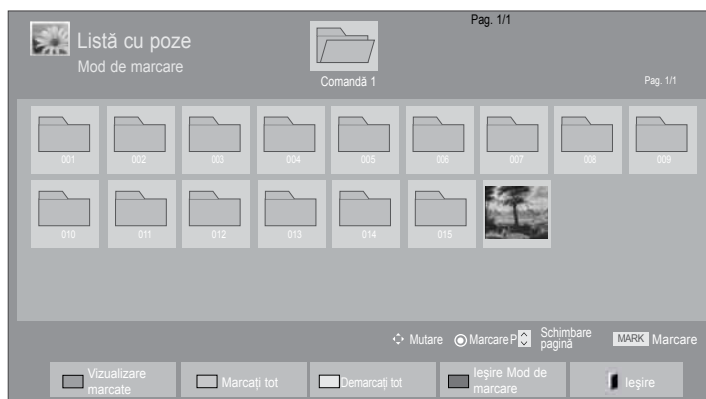 Pag. 1/1
Listă cu poze
Mod de marcare
Comandă 1
Pag. 1/1
001 002 003 004 005 006 007 008 009
010 011 012 013 014 015
Mutare Marcare P Schimbare pagină MARK Marcare
Vizualizare marcate
Marcați tot
Demarcați tot
Ieșire Mod de marcare
Ieșire